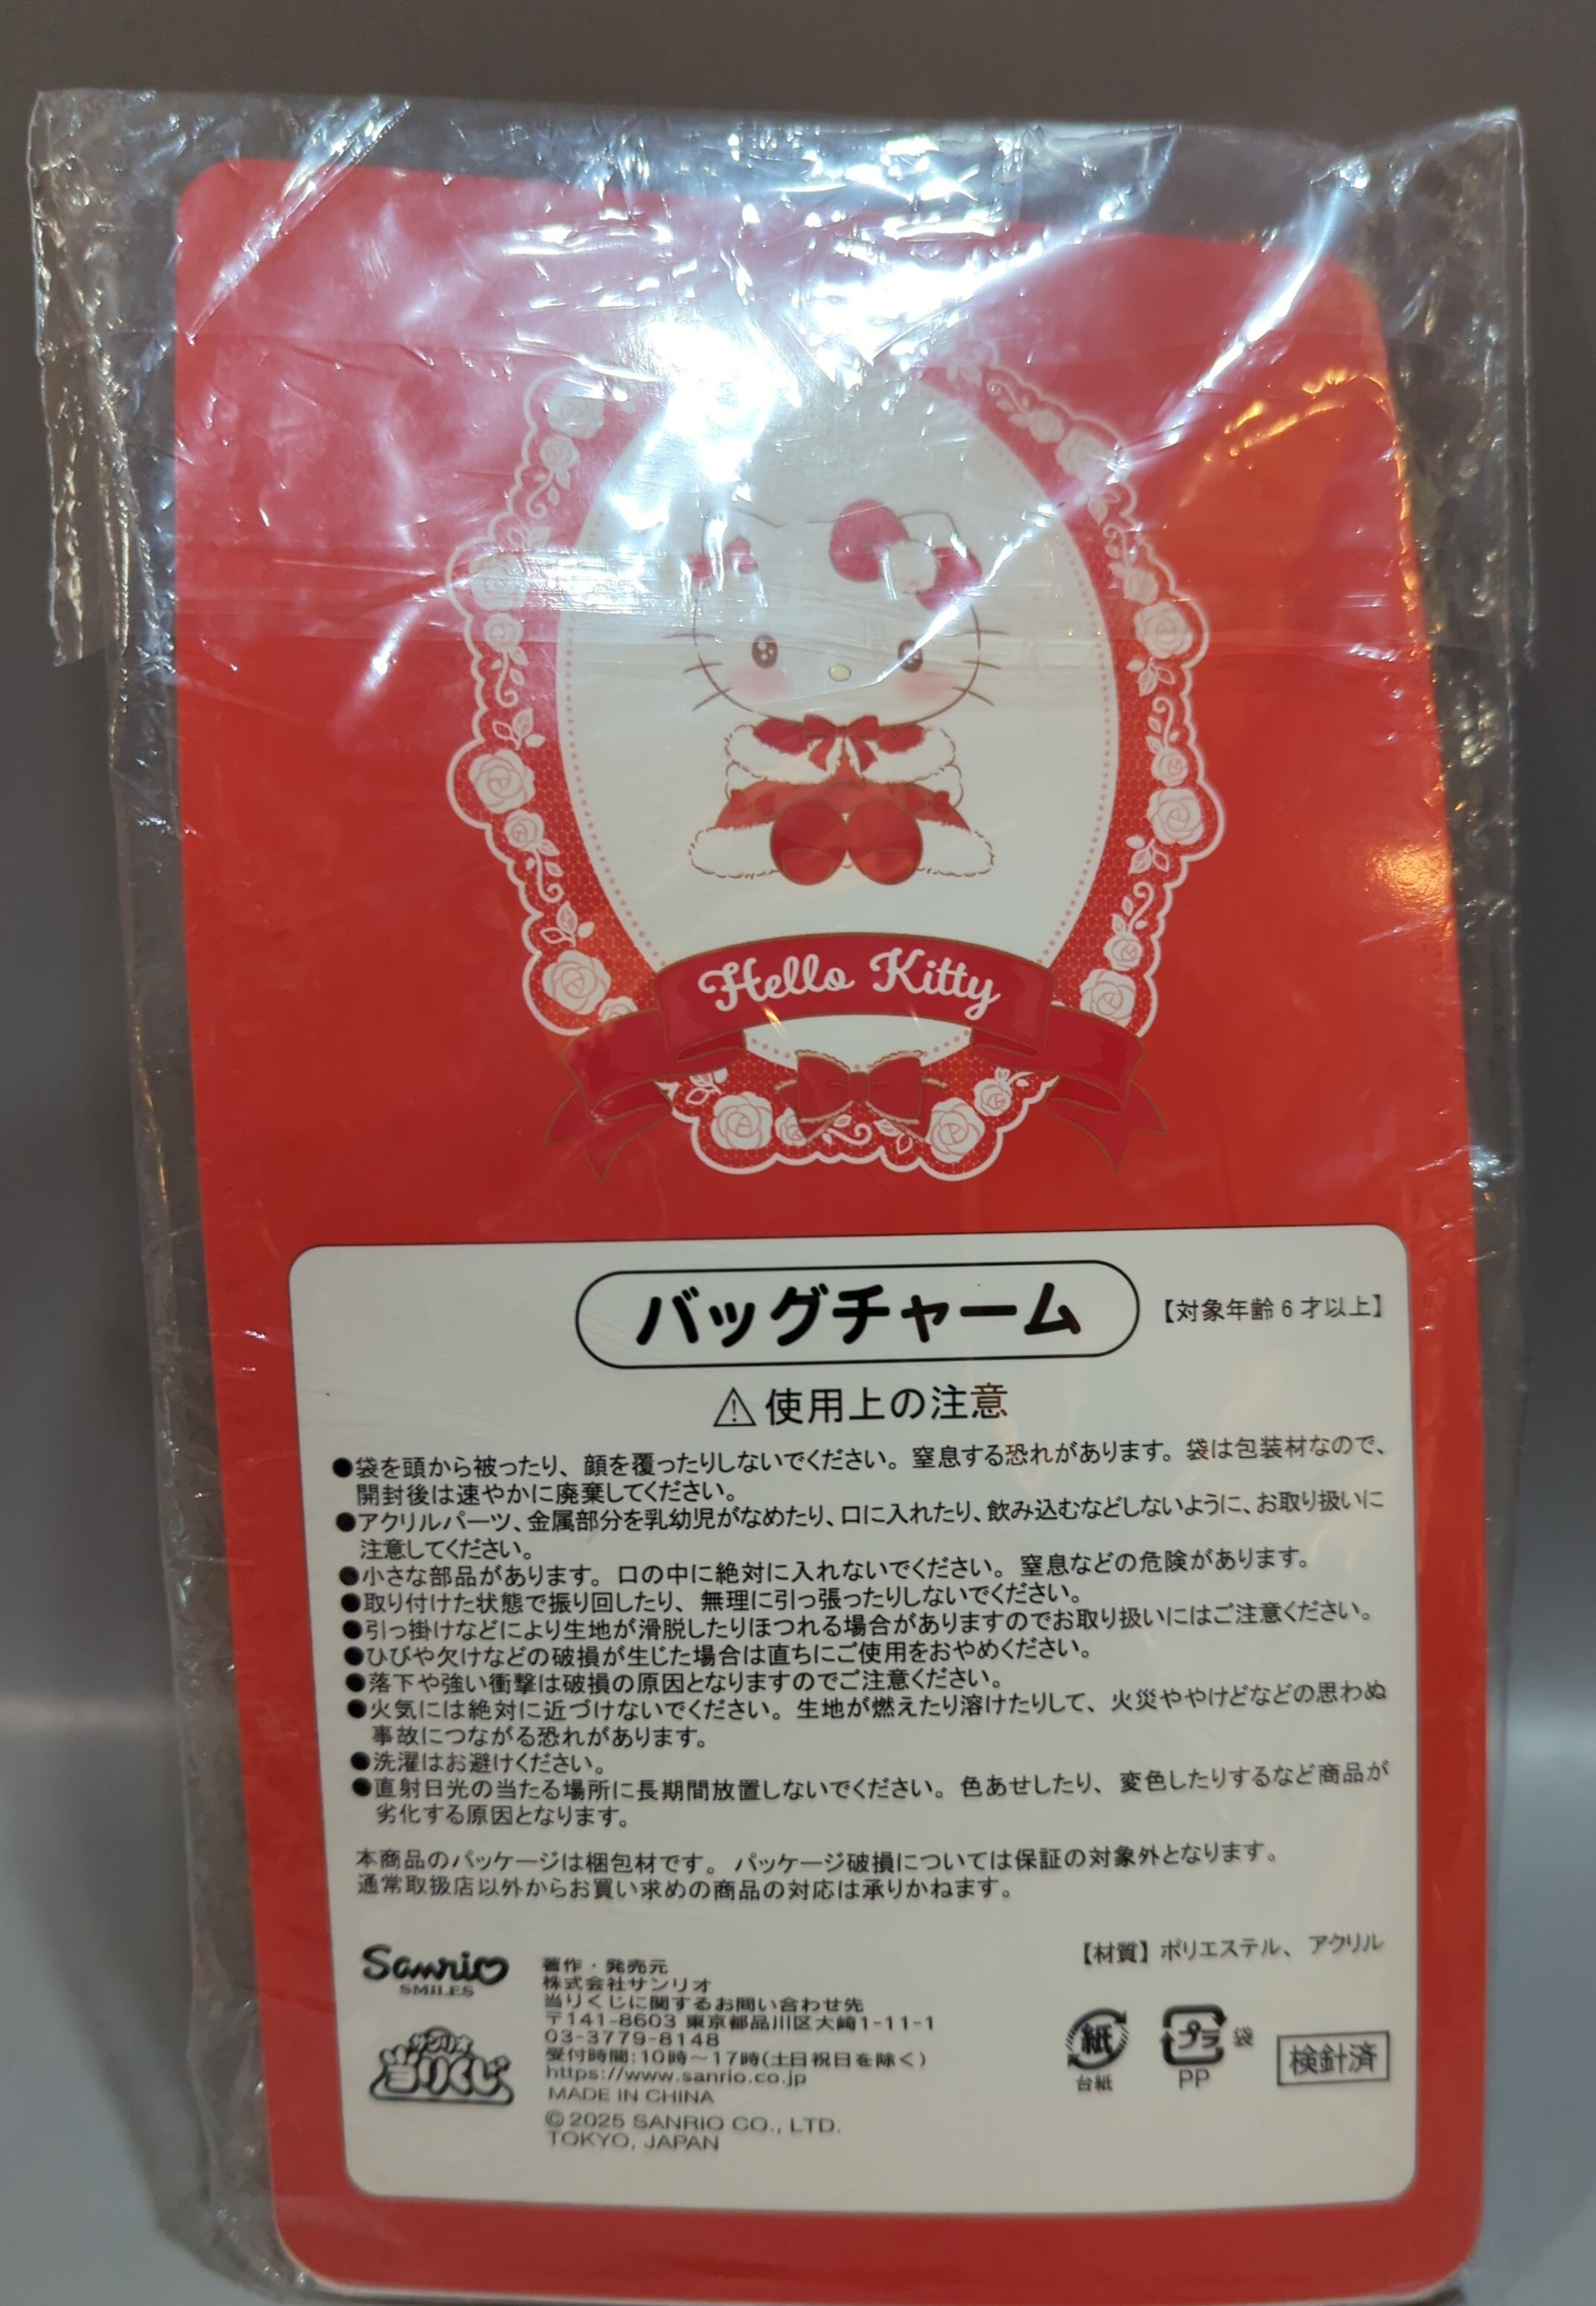 Hello Kitty
バッグチャーム
【対象年齢6才以上】
⚠使用上の注意
●袋を頭から被ったり、顔を覆ったりしないでください。窒息する恐れがあります。袋は包装材なので、
開封後は速やかに廃棄してください。
●アクリルパーツ、金属部分を乳幼児がなめたり、口に入れたり、飲み込むなどしないように、お取り扱いに
注意してください。
●小さな部品があります。口の中に絶対に入れないでください。窒息などの危険があります。
●取り付けた状態で振り回したり、無理に引っ張ったりしないでください。
●引っ掛けなどにより生地が滑脱したりほつれる場合がありますのでお取り扱いにはご注意ください。
●ひびや欠けなどの破損が生じた場合は直ちにご使用をおやめください。
●落下や強い衝撃は破損の原因となりますのでご注意ください。
●火気には絶対に近づけないでください。生地が燃えたり溶けたりして、火災ややけどなどの思わぬ
事故につながる恐れがあります。
●洗濯はお避けください。
●直射日光の当たる場所に長期間放置しないでください。色あせしたり、変色したりするなど商品が
劣化する原因となります。
本商品のパッケージは梱包材です。パッケージ破損については保証の対象外となります。
通常取扱店以外からお買い求めの商品の対応は承りかねます。
【材質】ポリエステル、アクリル
Sanrio
SMILES
サンリオ
当りくじ
著作・発売元
株式会社サンリオ
当りくじに関するお問い合わせ先
〒141-8603 東京都品川区大崎1-11-1
03-3779-8148
受付時間:10時〜17時(土日祝日を除く)
https://www.sanrio.co.jp
MADE IN CHINA
©2025 SANRIO CO., LTD.
TOKYO, JAPAN
紙
台紙
プラ
袋
PP
検針済